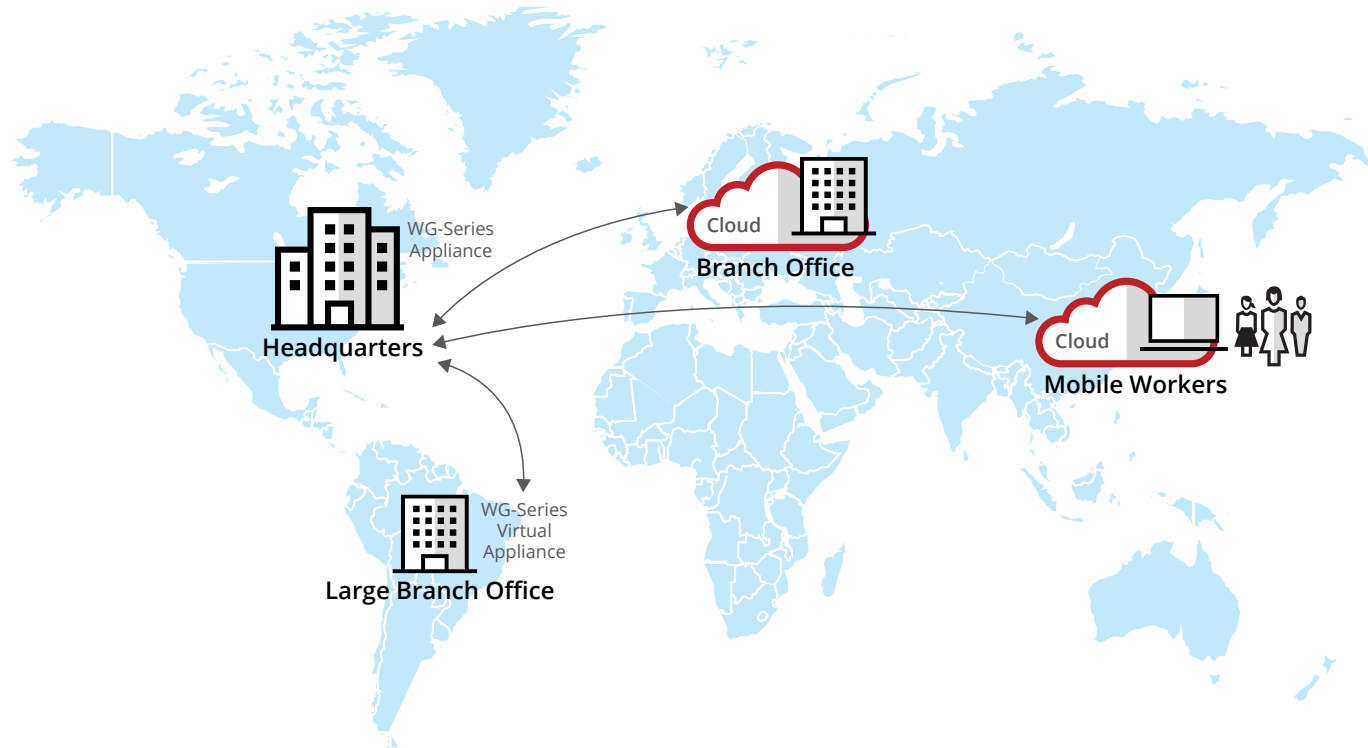 WG-Series
Appliance
Headquarters
Cloud
Branch Office
Cloud
Mobile Workers
WG-Series
Virtual
Appliance
Large Branch Office